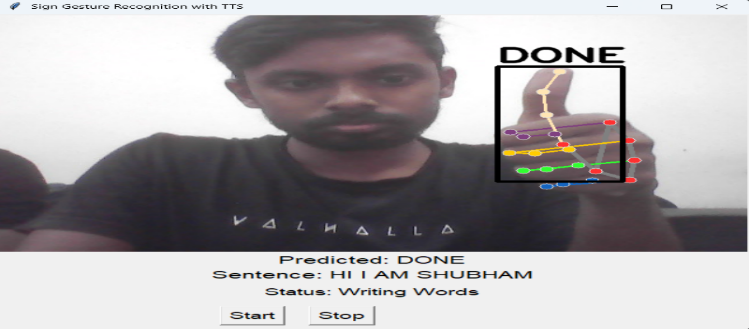 Sign Gesture Recognition with TTS
DONE
VALHALLA
Predicted: DONE
Sentence: HI I AM SHUBHAM
Status: Writing Words
Start Stop